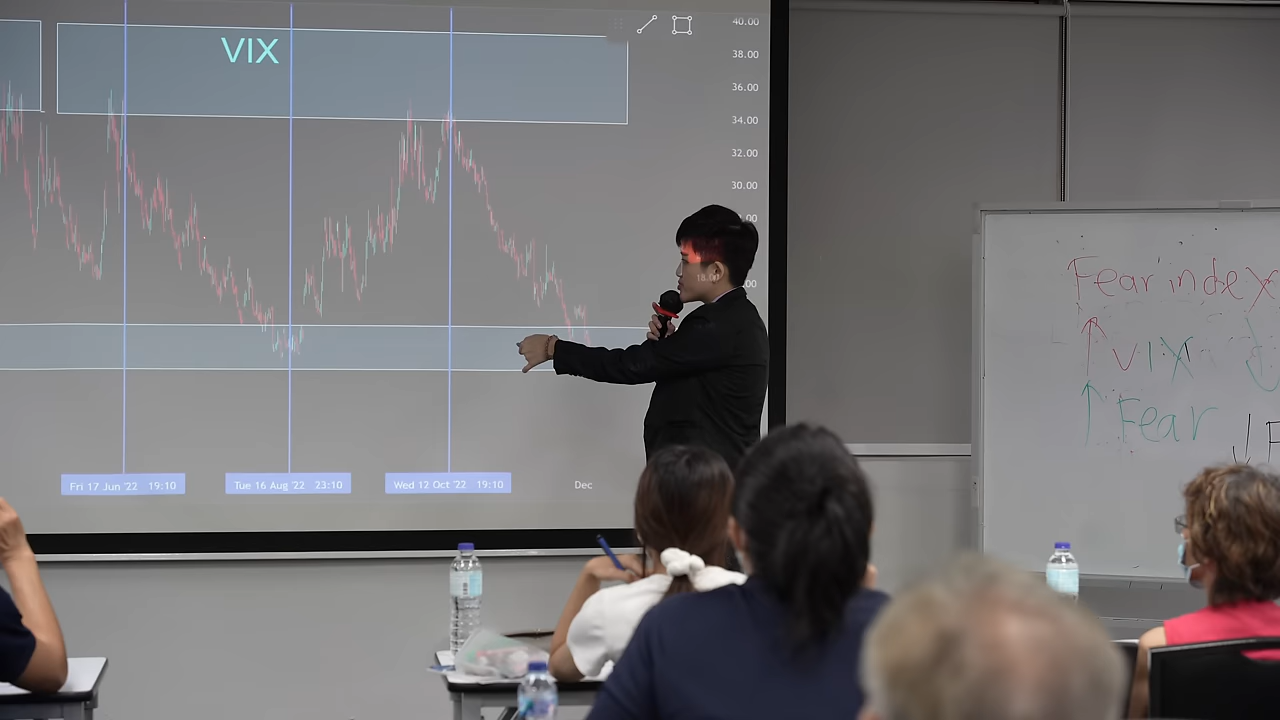 VIX
40.00
38.00
36.00
34.00
32.00
30.00
Fri 17 Jun '22 19:10
Tue 16 Aug '22 23:10
Wed 12 Oct '22 19:10
Dec
Fear index
↑ VIX
↑ Fear ↓ F